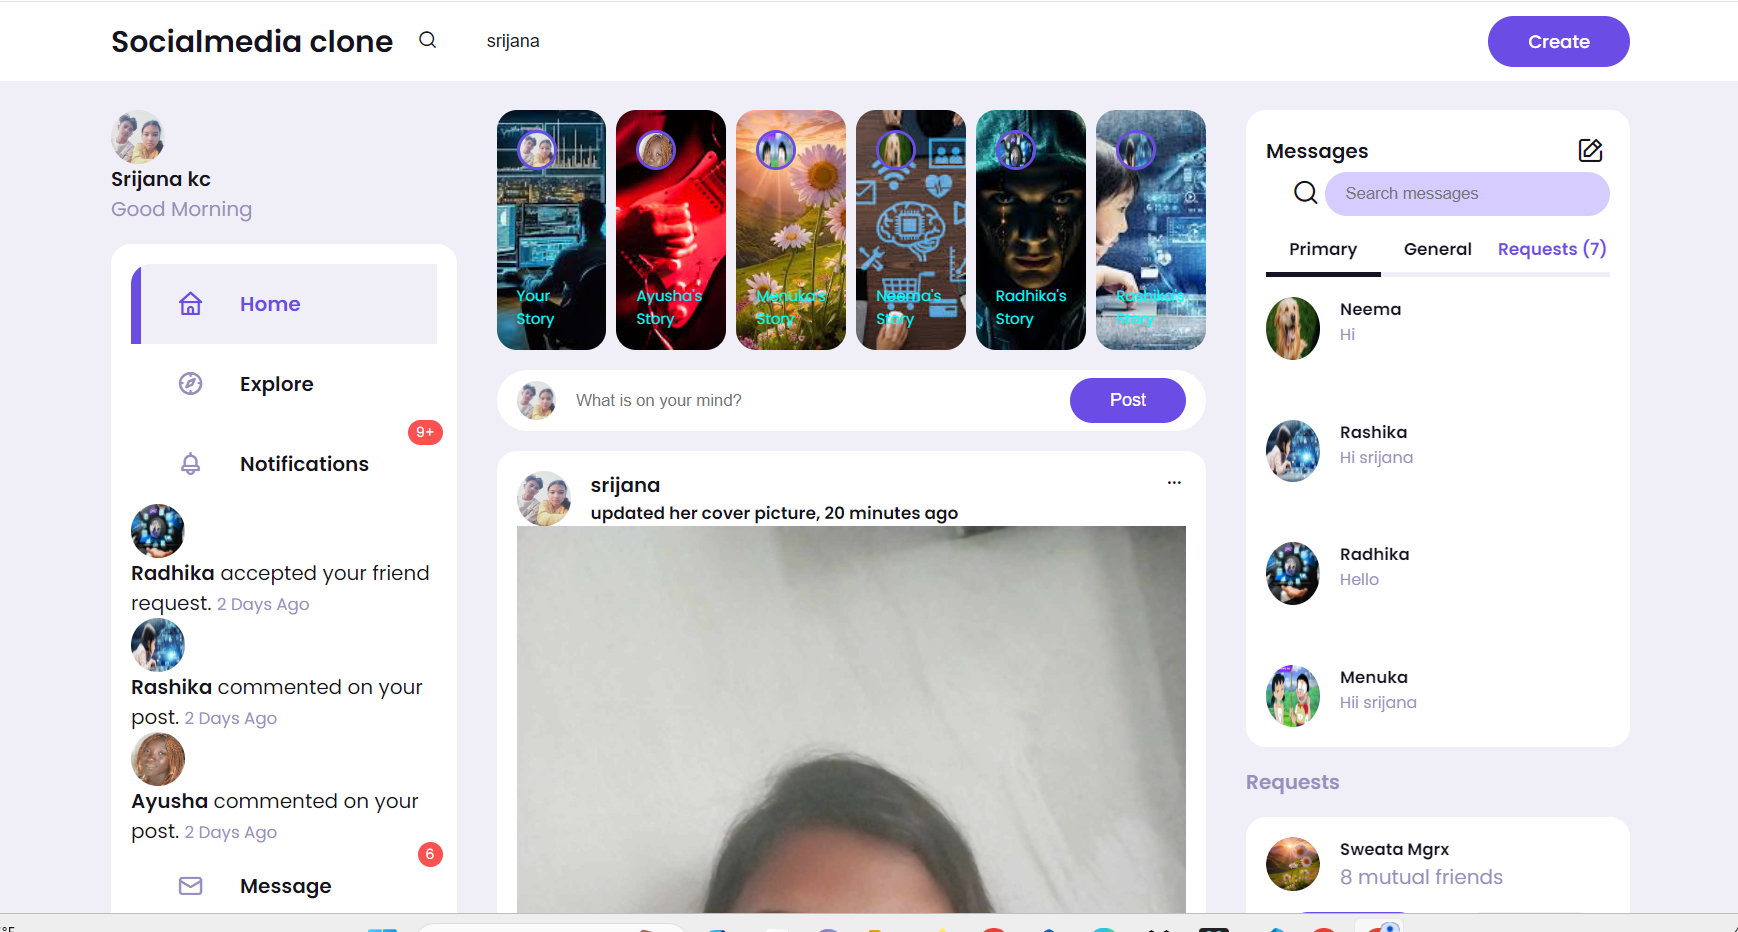 Socialmedia clone
srijana
Create
Srijana kc
Good Morning
Home
Explore
9+
Notifications
Radhika accepted your friend
request. 2 Days Ago
Rashika commented on your
post. 2 Days Ago
Ayusha commented on your
post. 2 Days Ago
6
Message
Your
Story
Ayusha's
Story
Menuka's
Story
Neema's
Story
Radhika's
Story
Rashika's
Story
What is on your mind?
Post
srijana
updated her cover picture, 20 minutes ago
Messages
Search messages
Primary
General
Requests (7)
Neema
Hi
Rashika
Hi srijana
Radhika
Hello
Menuka
Hii srijana
Requests
Sweata Mgrx
8 mutual friends